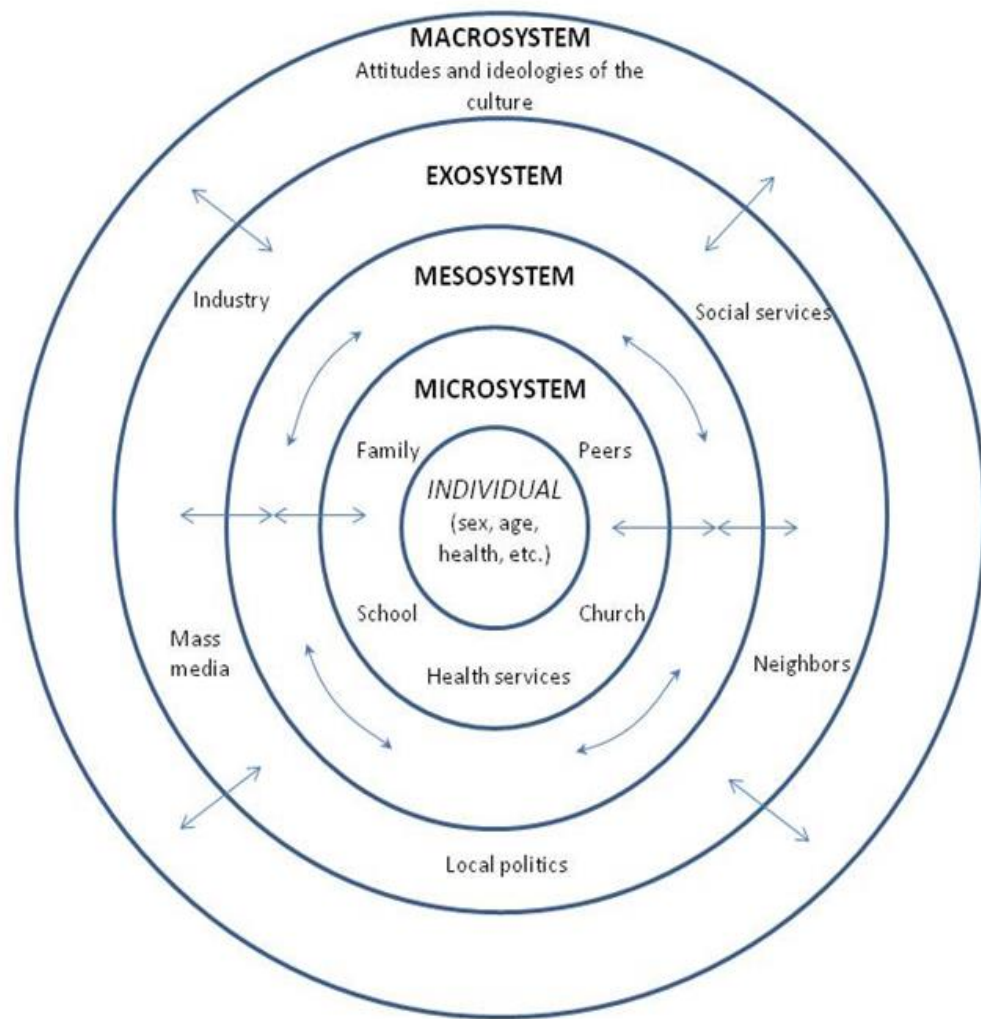 MACROSYSTEM
Attitudes and ideologies of the
culture
EXOSYSTEM
MESOSYSTEM
Industry
Social services
MICROSYSTEM
Family
Peers
INDIVIDUAL
(sex, age,
health, etc.)
School
Church
Mass
media
Neighbors
Health services
Local politics